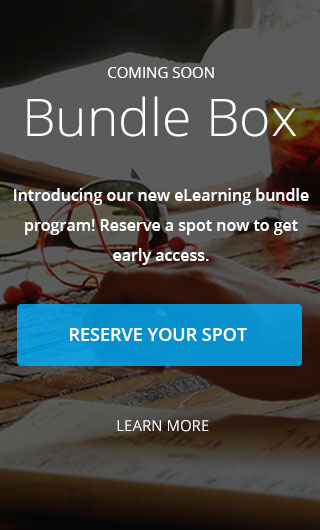 COMING SOON
Bundle Box
Introducing our new eLearning bundle
program! Reserve a spot now to get
early access.
RESERVE YOUR SPOT
LEARN MORE